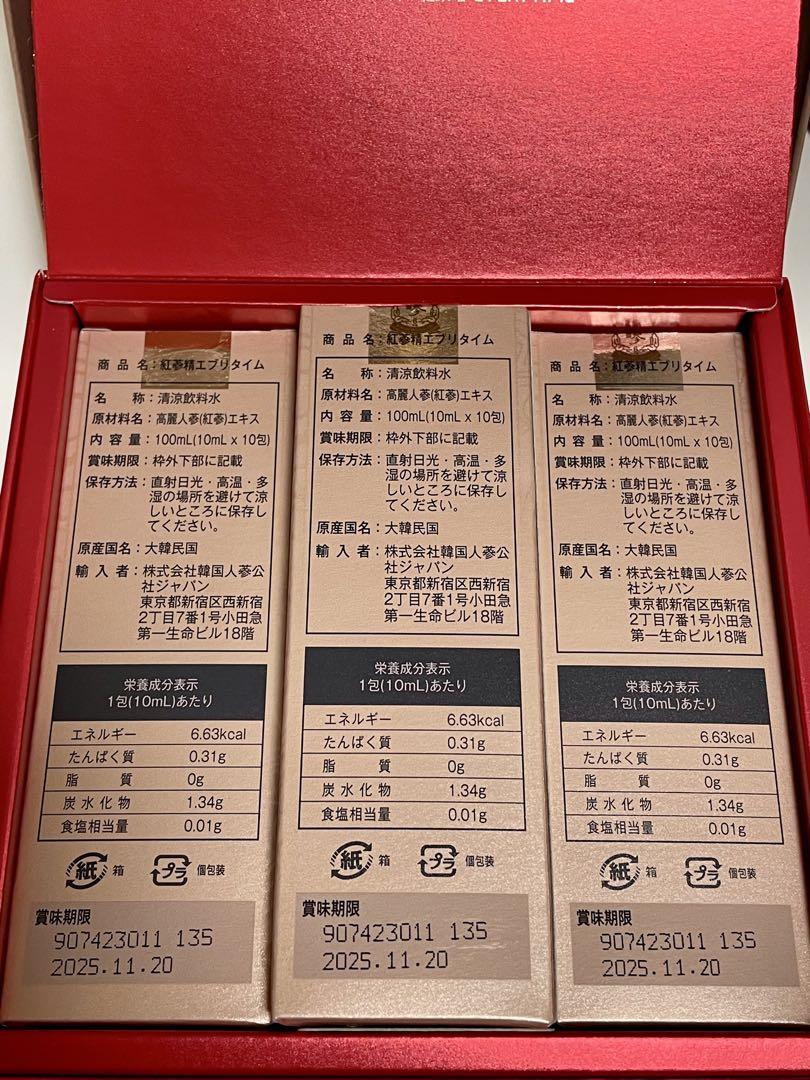 商品名：紅参精エブリタイム
名　称：清涼飲料水
原材料名：高麗人参(紅参)エキス
内容量：100mL(10mL x 10包)
賞味期限：枠外下部に記載
保存方法：直射日光・高温・多
湿の場所を避けて涼
しいところに保存し
てください。
原産国名：大韓民国
輸入者：株式会社韓国人参公
社ジャパン
東京都新宿区西新宿
2丁目7番1号小田急
第一生命ビル18階
栄養成分表示
1包(10mL)あたり
エネルギー 6.63kcal
たんぱく質 0.31g
脂質 0g
炭水化物 1.34g
食塩相当量 0.01g
紙 箱 プラ 個包装
賞味期限
907423011 135
2025.11.20
商品名：紅参精エブリタイム
名　称：清涼飲料水
原材料名：高麗人参(紅参)エキス
内容量：100mL(10mL x 10包)
賞味期限：枠外下部に記載
保存方法：直射日光・高温・多
湿の場所を避けて涼
しいところに保存し
てください。
原産国名：大韓民国
輸入者：株式会社韓国人参公
社ジャパン
東京都新宿区西新宿
2丁目7番1号小田急
第一生命ビル18階
栄養成分表示
1包(10mL)あたり
エネルギー 6.63kcal
たんぱく質 0.31g
脂質 0g
炭水化物 1.34g
食塩相当量 0.01g
紙 箱 プラ 個包装
賞味期限
907423011 135
2025.11.20
商品名：紅参精エブリタイム
名　称：清涼飲料水
原材料名：高麗人参(紅参)エキス
内容量：100mL(10mL x 10包)
賞味期限：枠外下部に記載
保存方法：直射日光・高温・多
湿の場所を避けて涼
しいところに保存し
てください。
原産国名：大韓民国
輸入者：株式会社韓国人参公
社ジャパン
東京都新宿区西新宿
2丁目7番1号小田急
第一生命ビル18階
栄養成分表示
1包(10mL)あたり
エネルギー 6.63kcal
たんぱく質 0.31g
脂質 0g
炭水化物 1.34g
食塩相当量 0.01g
紙 箱 プラ 個包装
賞味期限
907423011 135
2025.11.20